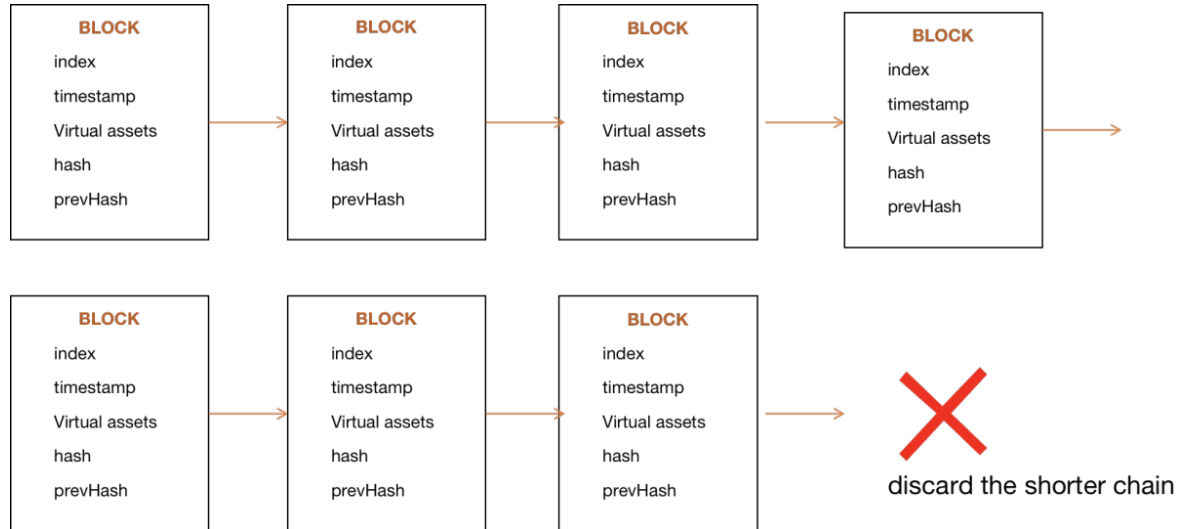 BLOCK
index
timestamp
Virtual assets
hash
prevHash
BLOCK
index
timestamp
Virtual assets
hash
prevHash
BLOCK
index
timestamp
Virtual assets
hash
prevHash
BLOCK
index
timestamp
Virtual assets
hash
prevHash
BLOCK
index
timestamp
Virtual assets
hash
prevHash
BLOCK
index
timestamp
Virtual assets
hash
prevHash
BLOCK
index
timestamp
Virtual assets
hash
prevHash
discard the shorter chain